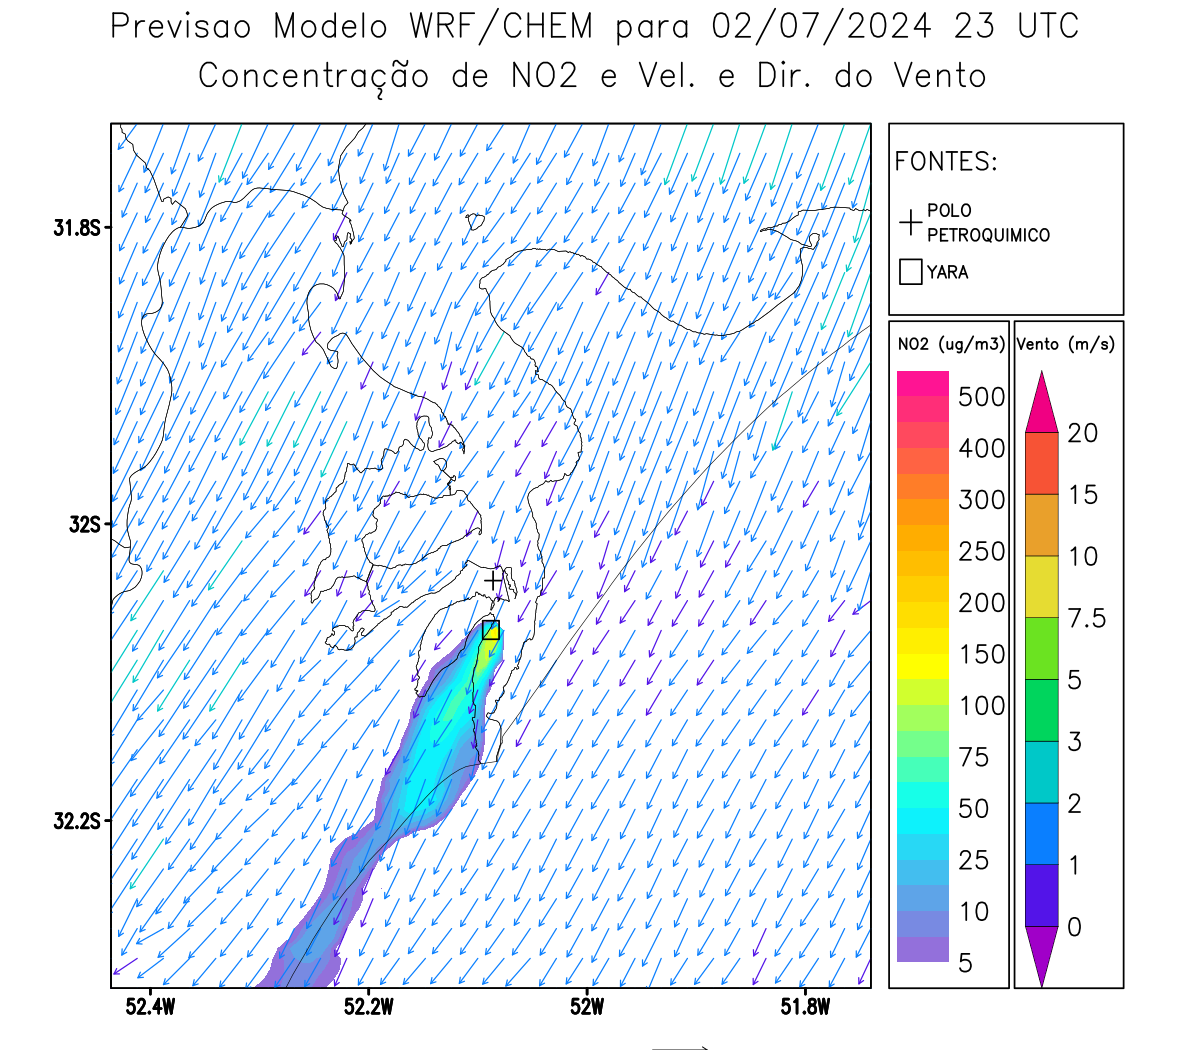 Previsao Modelo WRF/CHEM para 02/07/2024 23 UTC
Concentração de NO2 e Vel. e Dir. do Vento
FONTES:
POLO
PETROQUIMICO
YARA
NO2 (ug/m3)
500
400
300
250
200
150
100
75
50
25
10
5
Vento (m/s)
20
15
10
7.5
5
3
2
1
0
31.8S
32S
32.2S
52.4W
52.2W
52W
51.8W